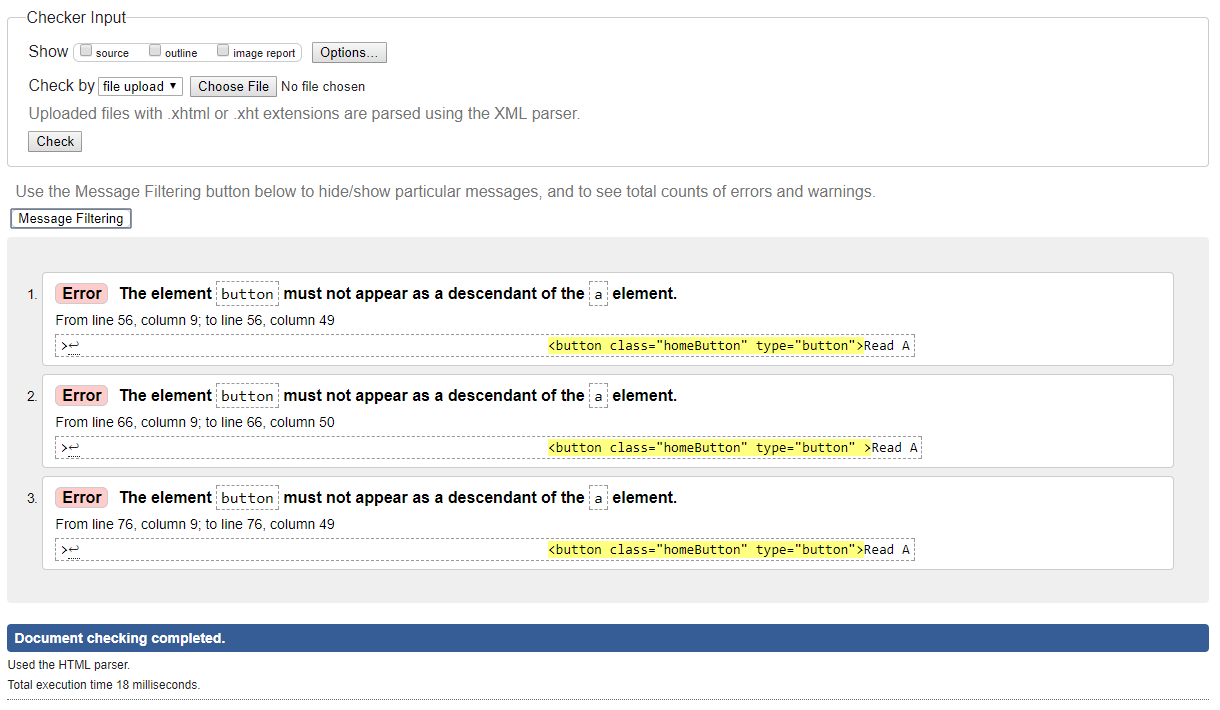 Checker Input
Show source outline image report Options...
Check by file upload ▼ Choose File No file chosen
Uploaded files with .xhtml or .xht extensions are parsed using the XML parser.
Check
Use the Message Filtering button below to hide/show particular messages, and to see total counts of errors and warnings.
Message Filtering
1. Error The element button must not appear as a descendant of the a element.
From line 56, column 9; to line 56, column 49
>↩ <button class="homeButton" type="button">Read A
2. Error The element button must not appear as a descendant of the a element.
From line 66, column 9; to line 66, column 50
>↩ <button class="homeButton" type="button" >Read A
3. Error The element button must not appear as a descendant of the a element.
From line 76, column 9; to line 76, column 49
>↩ <button class="homeButton" type="button">Read A
Document checking completed.
Used the HTML parser.
Total execution time 18 milliseconds.